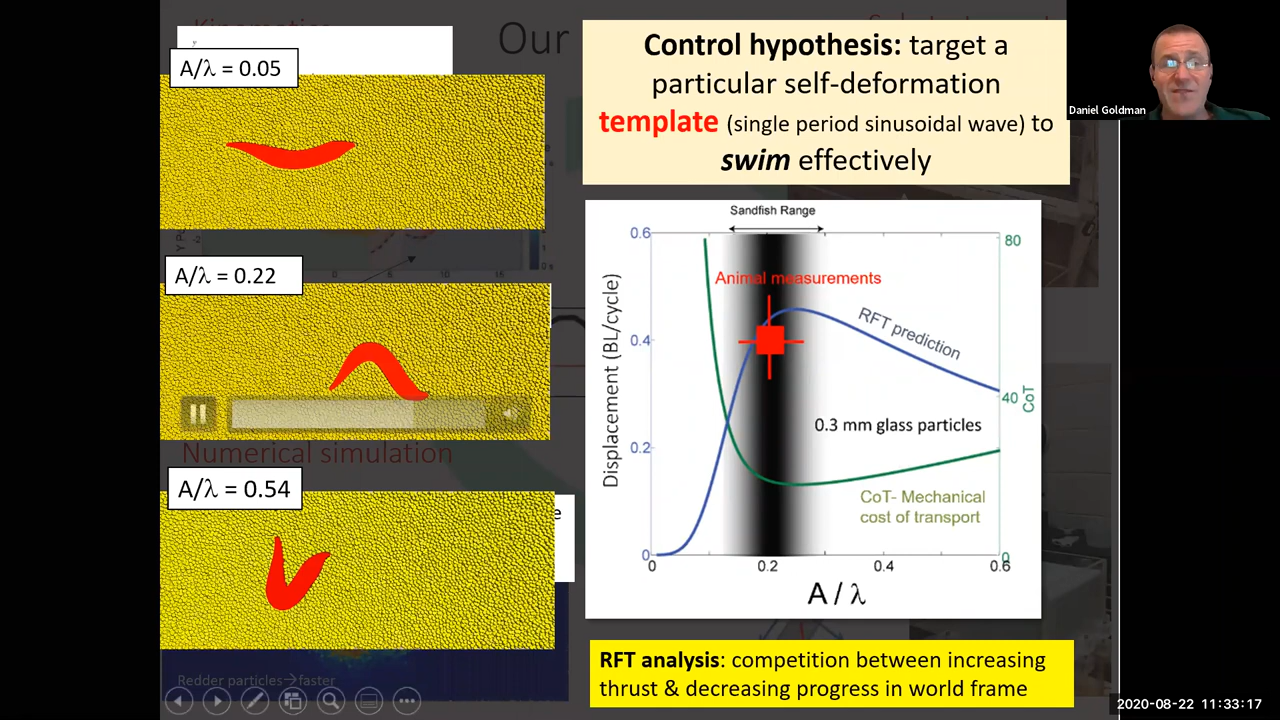 Kinematics
Our
y
A/λ = 0.05
A/λ = 0.22
Numerical simulation
A/λ = 0.54
e
Redder particles→faster
Control hypothesis: target a
particular self-deformation
template (single period sinusoidal wave) to
swim effectively
Sandfish Range
0.6
80
Animal measurements
RFT prediction
Displacement (BL/cycle)
0.4
40
CoT
0.3 mm glass particles
0.2
CoT- Mechanical
cost of transport
0
0
0
0.2
0.4
0.6
A / λ
RFT analysis: competition between increasing
thrust & decreasing progress in world frame
Daniel Goldman
2020-08-22 11:33:17